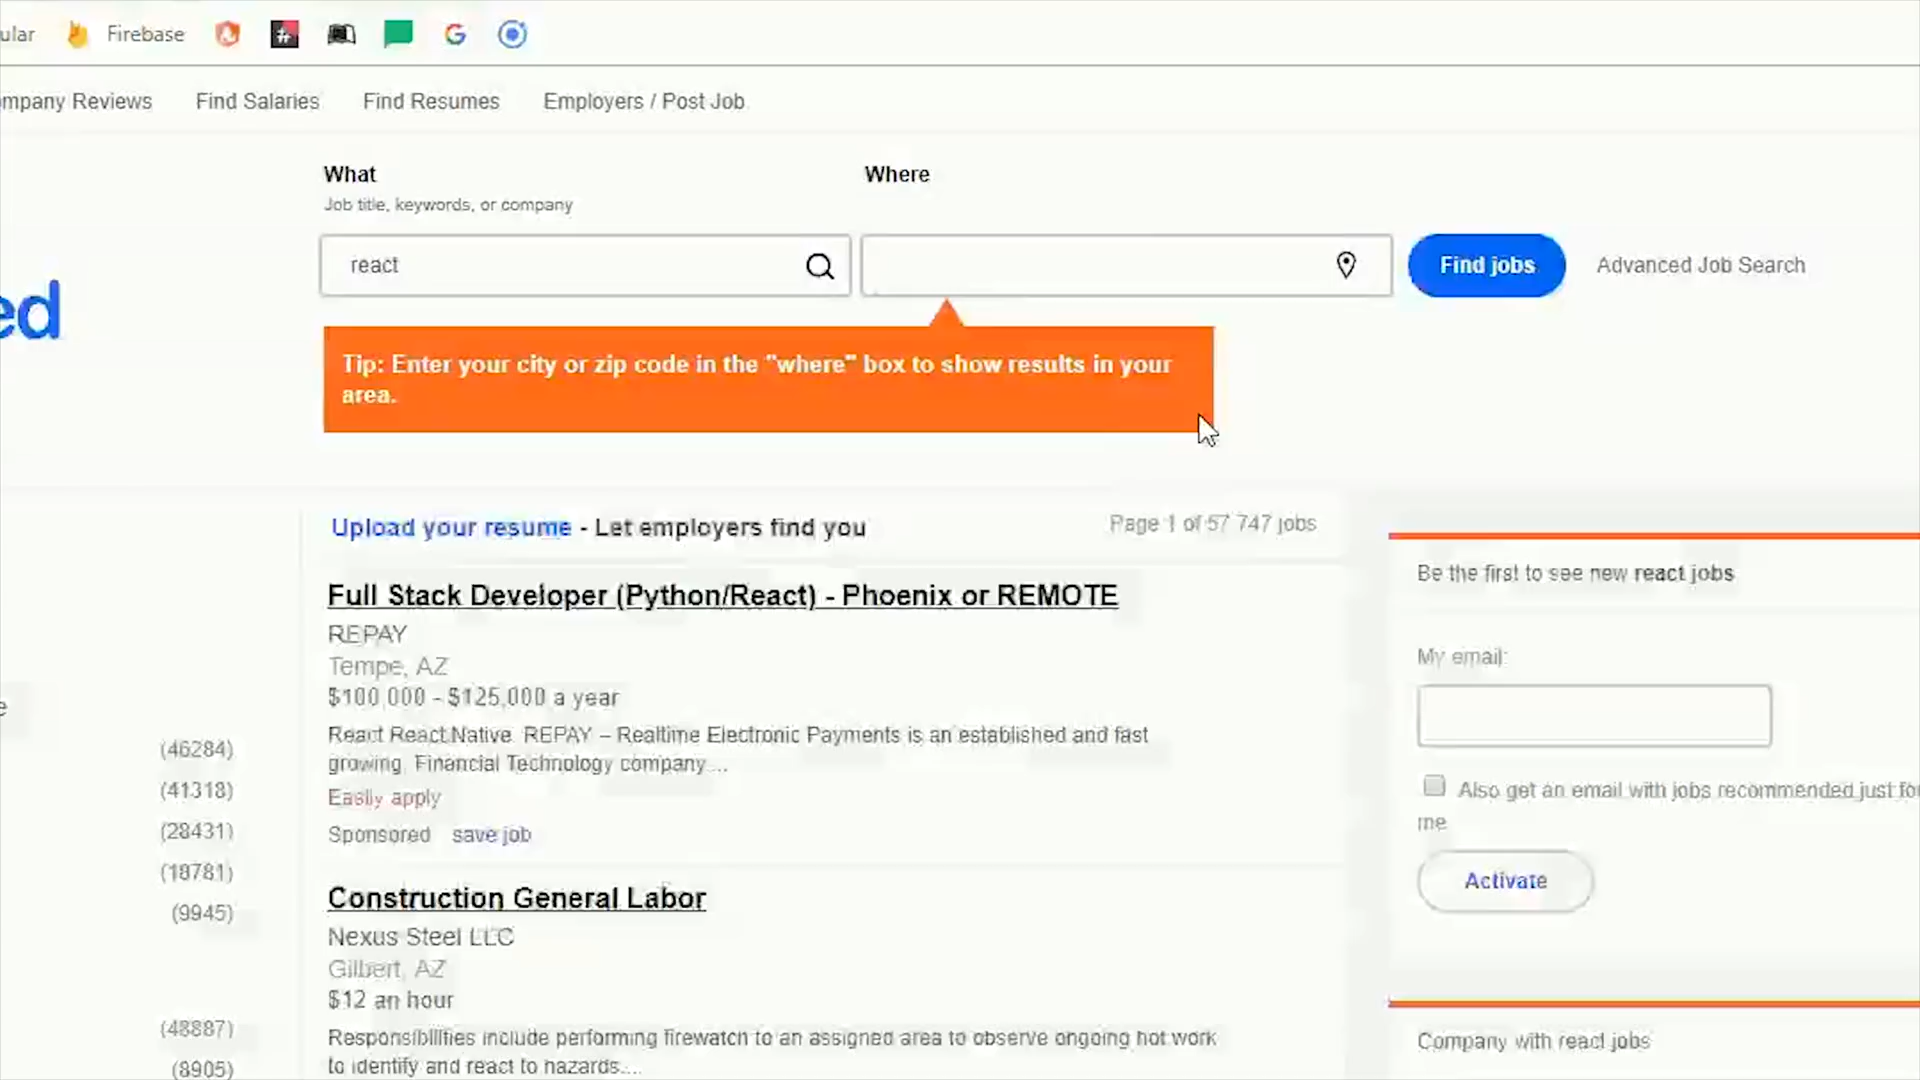 ular Firebase
ompany Reviews Find Salaries Find Resumes Employers / Post Job
What Where
Job title, keywords, or company
react Find jobs Advanced Job Search
ed
Tip: Enter your city or zip code in the "where" box to show results in your
area.
Upload your resume - Let employers find you Page 1 of 57 747 jobs
Full Stack Developer (Python/React) - Phoenix or REMOTE
REPAY
Tempe, AZ
$100 000 - $125,000 a year
React React Native. REPAY – Realtime Electronic Payments is an established and fast
growing Financial Technology company....
Easily apply
Sponsored save job
Construction General Labor
Nexus Steel LLC
Gilbert, AZ
$12 an hour
Responsibilities include performing firewatch to an assigned area to observe ongoing hot work
to identify and react to hazards....
e
(46284)
(41318)
(28431)
(18781)
(9945)
(48887)
(8905)
Be the first to see new react jobs
My email:
Also get an email with jobs recommended just fo
me
Activate
Company with react jobs